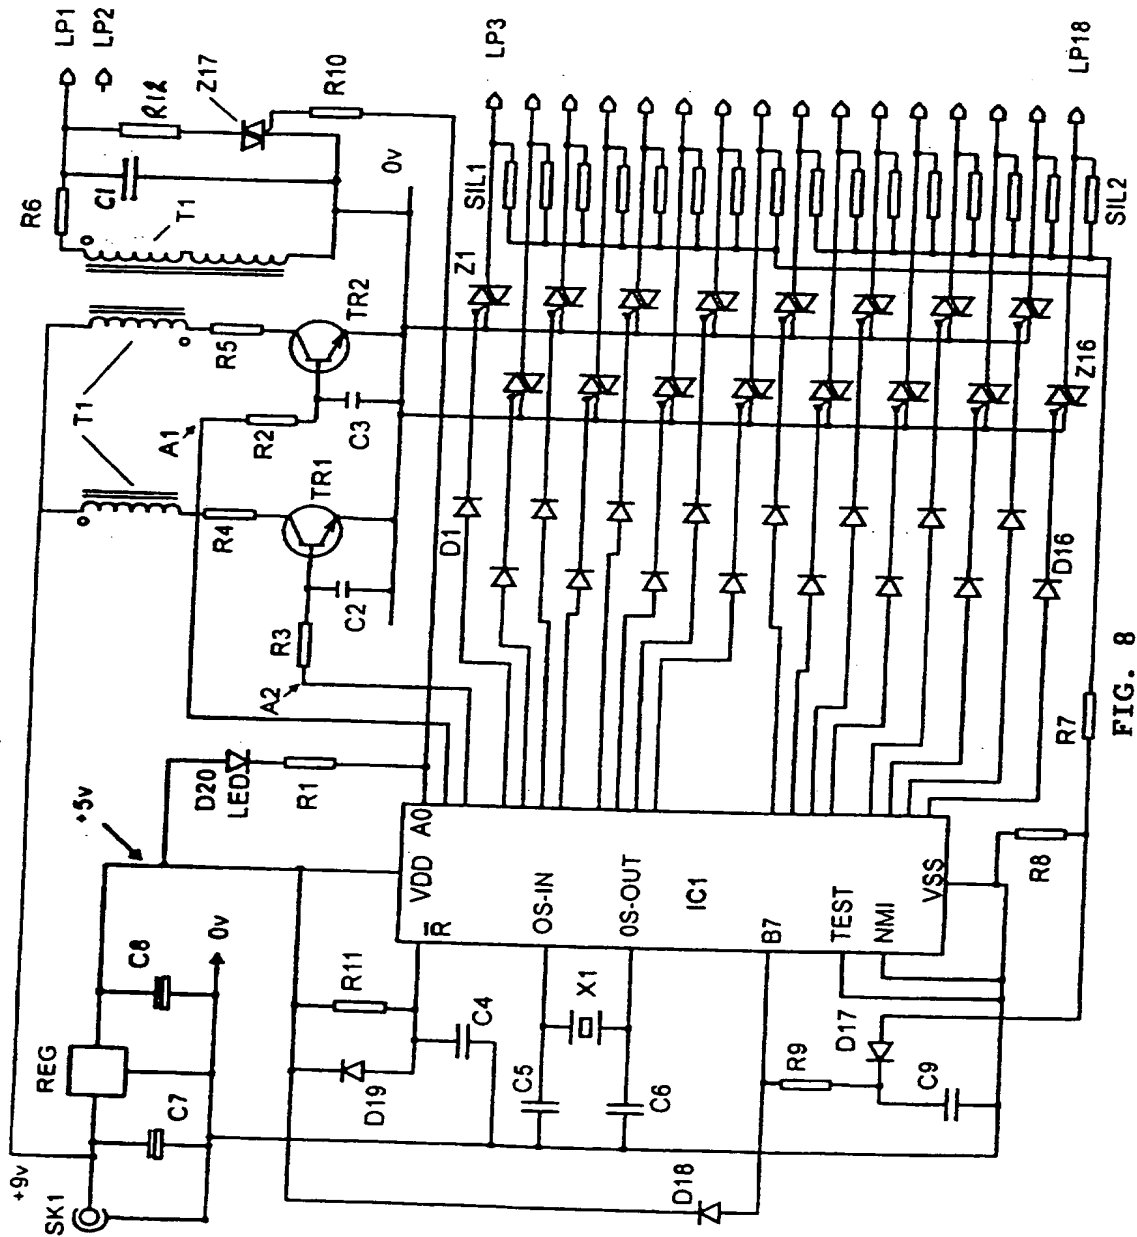 LP1
LP2
R12
Z17
R10
R6
C1
T1
0v
LP3
LP18
SIL1
SIL2
Z1
Z16
TR2
R5
T1
A1
R2
C3
TR1
R4
D1
D16
C2
R3
A2
R7
FIG. 8
+5v
D20
LED
R1
A0
VDD
R
OS-IN
0S-OUT
IC1
B7
TEST
NMI
VSS
R8
C8
0v
REG
R11
C4
X1
D17
C7
D19
C5
C6
R9
C9
+9v
SK1
D18